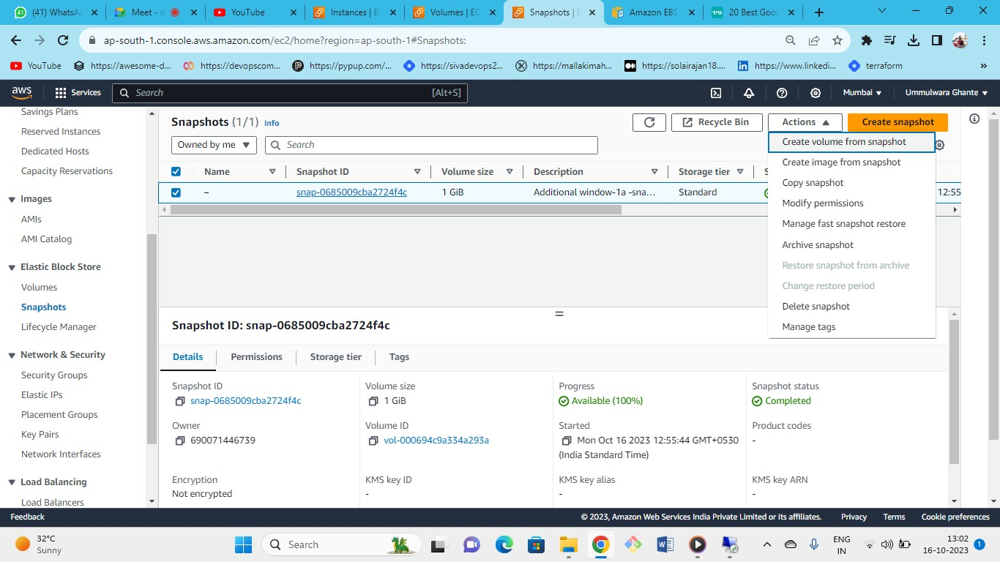 (41) WhatsA
Meet - d
YouTube
Instances | E
Volumes | EC
Snapshots | E
Amazon EBS
20 Best Goo
ap-south-1.console.aws.amazon.com/ec2/home?region=ap-south-1#Snapshots:
YouTube
https://awesome-d...
https://devopscom...
https://pypup.com/...
https://sivadevops2...
https://mallakimah...
https://solairajan18....
https://www.linkedi...
terraform
aws
Services
Search
[Alt+S]
Mumbai
Ummulwara Ghante
Savings Plans
Reserved Instances
Dedicated Hosts
Capacity Reservations
Images
AMIs
AMI Catalog
Elastic Block Store
Volumes
Snapshots
Lifecycle Manager
Network & Security
Security Groups
Elastic IPs
Placement Groups
Key Pairs
Network Interfaces
Load Balancing
Load Balancers
Snapshots (1/1) Info
Recycle Bin
Actions
Create snapshot
Owned by me
Search
Name
Snapshot ID
Volume size
Description
Storage tier
S
–
snap-0685009cba2724f4c
1 GiB
Additional window-1a -sna...
Standard
12:55
Create volume from snapshot
Create image from snapshot
Copy snapshot
Modify permissions
Manage fast snapshot restore
Archive snapshot
Restore snapshot from archive
Change restore period
Delete snapshot
Manage tags
Snapshot ID: snap-0685009cba2724f4c
Details
Permissions
Storage tier
Tags
Snapshot ID
snap-0685009cba2724f4c
Volume size
1 GiB
Progress
Available (100%)
Snapshot status
Completed
Owner
690071446739
Volume ID
vol-000694c9a334a293a
Started
Mon Oct 16 2023 12:55:44 GMT+0530
(India Standard Time)
Product codes
-
Encryption
Not encrypted
KMS key ID
-
KMS key alias
-
KMS key ARN
-
Feedback
© 2023, Amazon Web Services India Private Limited or its affiliates.
Privacy
Terms
Cookie preferences
32°C
Sunny
Search
ENG
IN
13:02
16-10-2023
1